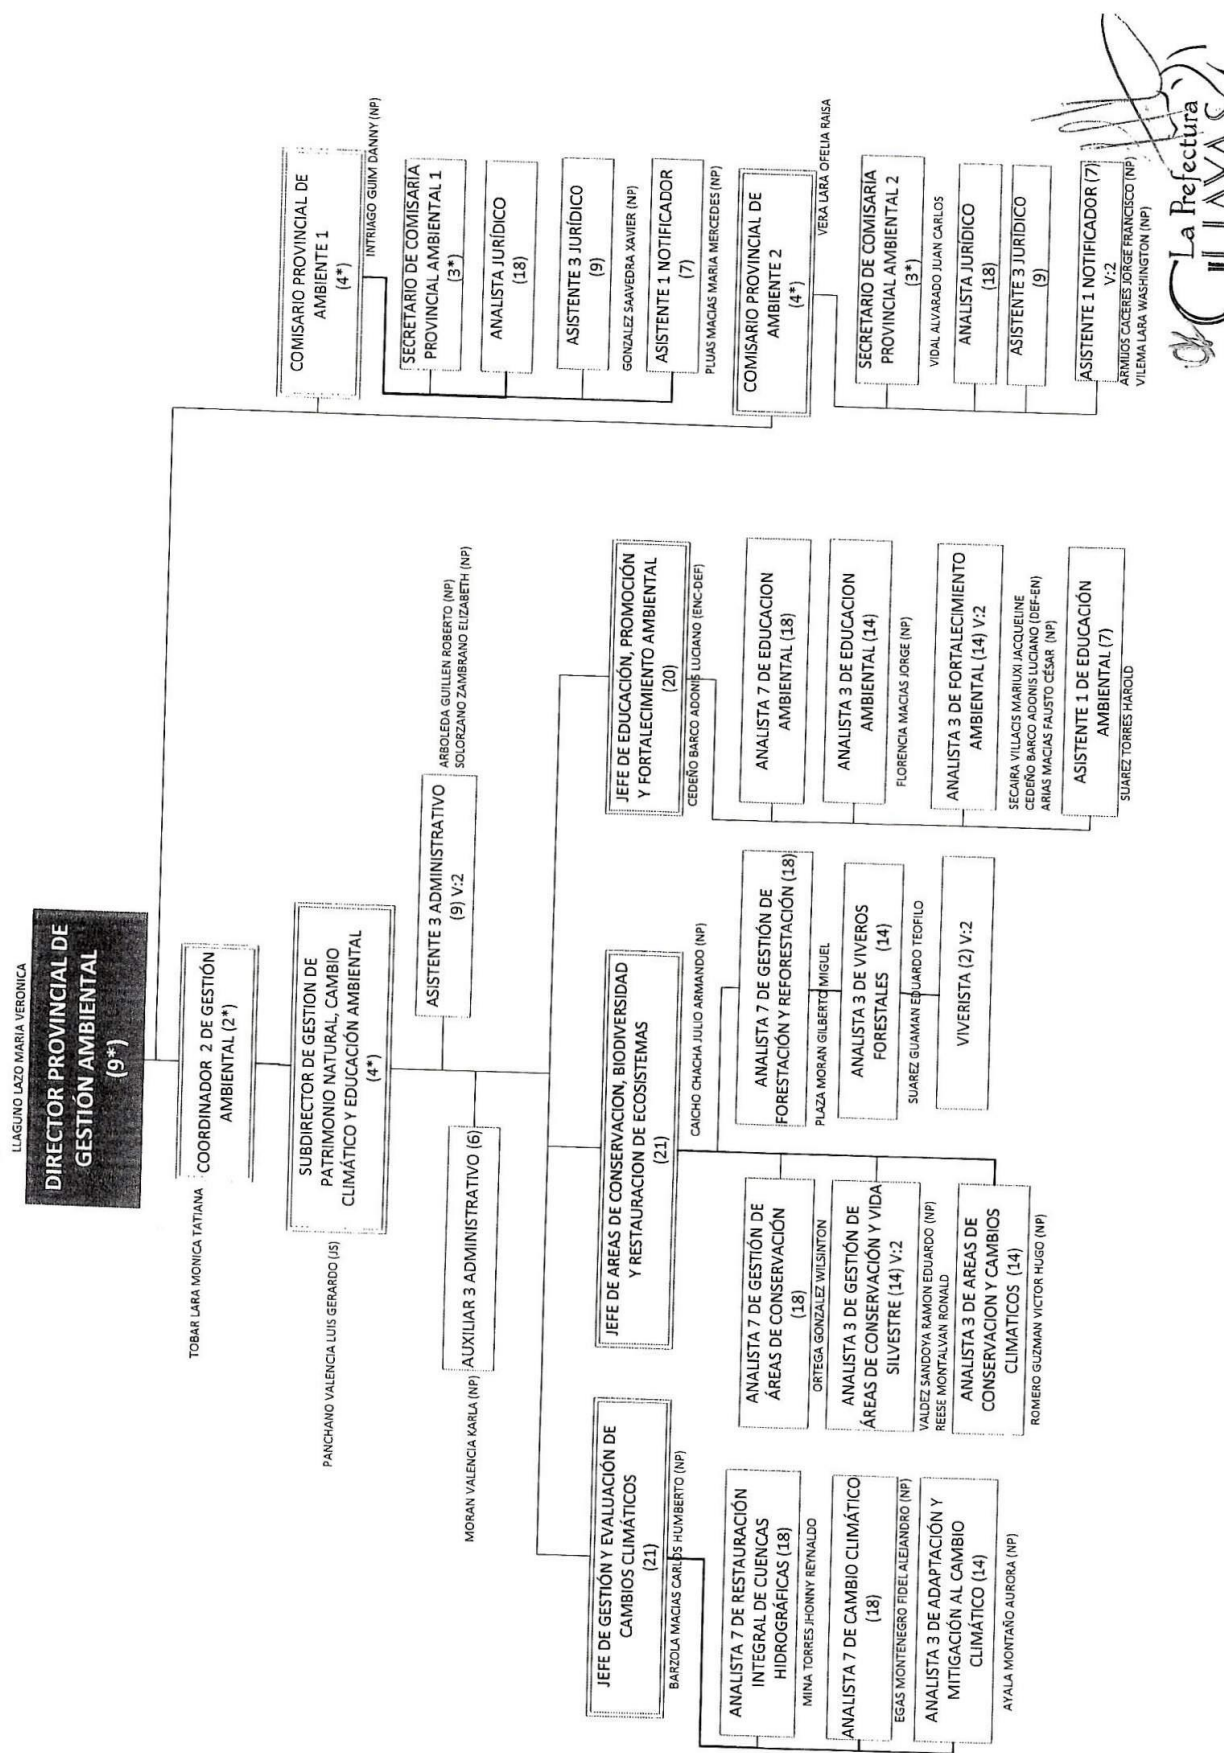 LLAGUNO LAZO MARIA VERONICA
DIRECTOR PROVINCIAL DE
GESTIÓN AMBIENTAL
(9*)
TOBAR LARA MONICA TATIANA
COORDINADOR 2 DE GESTIÓN
AMBIENTAL (2*)
SUBDIRECTOR DE GESTION DE
PATRIMONIO NATURAL, CAMBIO
CLIMÁTICO Y EDUCACIÓN AMBIENTAL
(4*)
PANCHANO VALENCIA LUIS GERARDO (JS)
ASISTENTE 3 ADMINISTRATIVO
(9) V:2
ARBOLEDA GUILLEN ROBERTO (NP)
SOLORZANO ZAMBRANO ELIZABETH (NP)
AUXILIAR 3 ADMINISTRATIVO (6)
MORAN VALENCIA KARLA (NP)
JEFE DE GESTIÓN Y EVALUACIÓN DE
CAMBIOS CLIMÁTICOS
(21)
BARZOLA MACIAS CARLOS HUMBERTO (NP)
ANALISTA 7 DE RESTAURACIÓN
INTEGRAL DE CUENCAS
HIDROGRÁFICAS (18)
MINA TORRES JHONNY REYNALDO
ANALISTA 7 DE CAMBIO CLIMÁTICO
(18)
EGAS MONTENEGRO FIDEL ALEJANDRO (NP)
ANALISTA 3 DE ADAPTACIÓN Y
MITIGACIÓN AL CAMBIO
CLIMÁTICO (14)
AYALA MONTAÑO AURORA (NP)
JEFE DE AREAS DE CONSERVACION, BIODIVERSIDAD
Y RESTAURACION DE ECOSISTEMAS
(21)
CAICHO CHACHA JULIO ARMANDO (NP)
ANALISTA 7 DE GESTIÓN DE
ÁREAS DE CONSERVACIÓN
(18)
ORTEGA GONZALEZ WILSINTON
ANALISTA 3 DE GESTIÓN DE
ÁREAS DE CONSERVACIÓN Y VIDA
SILVESTRE (14) V:2
VALDEZ SANDOYA RAMON EDUARDO (NP)
REESE MONTALVAN RONALD
ANALISTA 3 DE AREAS DE
CONSERVACION Y CAMBIOS
CLIMATICOS (14)
ROMERO GUZMAN VICTOR HUGO (NP)
ANALISTA 7 DE GESTIÓN DE
FORESTACIÓN Y REFORESTACIÓN (18)
PLAZA MORAN GILBERTO MIGUEL
ANALISTA 3 DE VIVEROS
FORESTALES (14)
SUAREZ GUAMAN EDUARDO TEOFILO
VIVERISTA (2) V:2
JEFE DE EDUCACIÓN, PROMOCIÓN
Y FORTALECIMIENTO AMBIENTAL
(20)
CEDEÑO BARCO ADONIS LUCIANO (ENC-DEF)
ANALISTA 7 DE EDUCACION
AMBIENTAL (18)
ANALISTA 3 DE EDUCACION
AMBIENTAL (14)
FLORENCIA MACIAS JORGE (NP)
ANALISTA 3 DE FORTALECIMIENTO
AMBIENTAL (14) V:2
SECAIRA VILLACIS MARIUXI JACQUELINE
CEDEÑO BARCO ADONIS LUCIANO (DEF-EN)
ARIAS MACIAS FAUSTO CÉSAR (NP)
ASISTENTE 1 DE EDUCACIÓN
AMBIENTAL (7)
SUAREZ TORRES HAROLD
COMISARIO PROVINCIAL DE
AMBIENTE 1
(4*)
INTRIAGO GUIM DANNY (NP)
SECRETARIO DE COMISARIA
PROVINCIAL AMBIENTAL 1
(3*)
ANALISTA JURÍDICO
(18)
ASISTENTE 3 JURÍDICO
(9)
GONZALEZ SAAVEDRA XAVIER (NP)
ASISTENTE 1 NOTIFICADOR
(7)
PLUAS MACIAS MARIA MERCEDES (NP)
COMISARIO PROVINCIAL DE
AMBIENTE 2
(4*)
VERA LARA OFELIA RAISA
SECRETARIO DE COMISARÍA
PROVINCIAL AMBIENTAL 2
(3*)
VIDAL ALVARADO JUAN CARLOS
ANALISTA JURÍDICO
(18)
ASISTENTE 3 JURÍDICO
(9)
ASISTENTE 1 NOTIFICADOR (7)
V:2
ARMIJOS CACERES JORGE FRANCISCO (NP)
VILEMA LARA WASHINGTON (NP)
La Prefectura
GUAYAS